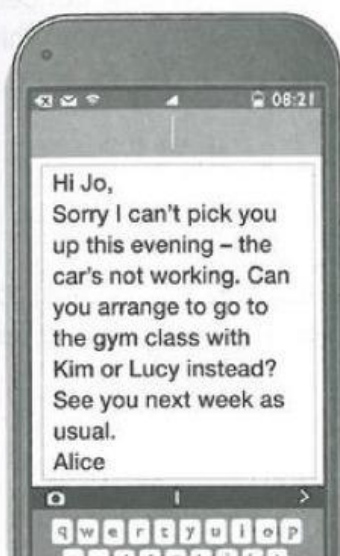 08:21
Hi Jo,
Sorry I can't pick you
up this evening – the
car's not working. Can
you arrange to go to
the gym class with
Kim or Lucy instead?
See you next week as
usual.
Alice
q w e r t y u i o p